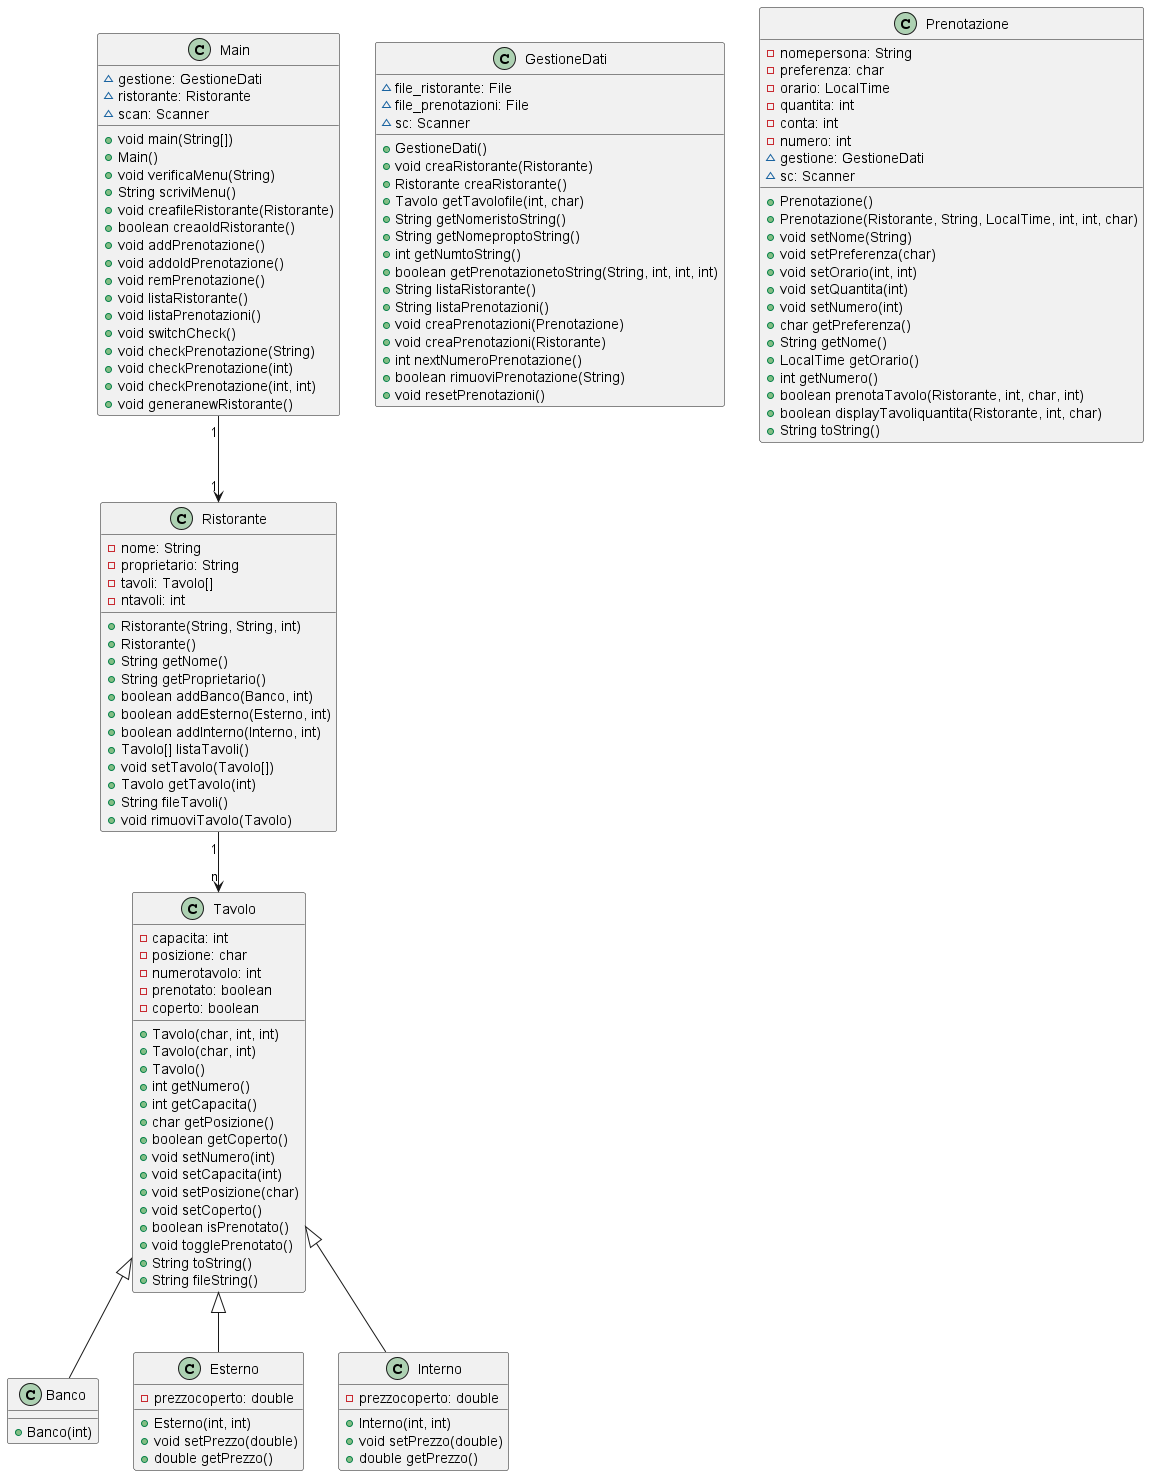 C Main
gestione: GestioneDati
ristorante: Ristorante
scan: Scanner
void main(String[])
Main()
void verificaMenu(String)
String scriviMenu()
void creafileRistorante(Ristorante)
boolean creaoldRistorante()
void addPrenotazione()
void addoldPrenotazione()
void remPrenotazione()
void listaRistorante()
void listaPrenotazioni()
void switchCheck()
void checkPrenotazione(String)
void checkPrenotazione(int)
void checkPrenotazione(int, int)
void generanewRistorante()
C GestioneDati
file_ristorante: File
file_prenotazioni: File
sc: Scanner
GestioneDati()
void creaRistorante(Ristorante)
Ristorante creaRistorante()
Tavolo getTavolofile(int, char)
String getNomeristoString()
String getNomeproptoString()
int getNumtoString()
boolean getPrenotazionetoString(String, int, int, int)
String listaRistorante()
String listaPrenotazioni()
void creaPrenotazioni(Prenotazione)
void creaPrenotazioni(Ristorante)
int nextNumeroPrenotazione()
boolean rimuoviPrenotazione(String)
void resetPrenotazioni()
C Prenotazione
nomepersona: String
preferenza: char
orario: LocalTime
quantita: int
conta: int
numero: int
gestione: GestioneDati
sc: Scanner
Prenotazione()
Prenotazione(Ristorante, String, LocalTime, int, int, char)
void setNome(String)
void setPreferenza(char)
void setOrario(int, int)
void setQuantita(int)
void setNumero(int)
char getPreferenza()
String getNome()
LocalTime getOrario()
int getNumero()
boolean prenotaTavolo(Ristorante, int, char, int)
boolean displayTavoliquantita(Ristorante, int, char)
String toString()
1
1
C Ristorante
nome: String
proprietario: String
tavoli: Tavolo[]
ntavoli: int
Ristorante(String, String, int)
Ristorante()
String getNome()
String getProprietario()
boolean addBanco(Banco, int)
boolean addEsterno(Esterno, int)
boolean addInterno(Interno, int)
Tavolo[] listaTavoli()
void setTavolo(Tavolo[])
Tavolo getTavolo(int)
String fileTavoli()
void rimuoviTavolo(Tavolo)
1
n
C Tavolo
capacita: int
posizione: char
numerotavolo: int
prenotato: boolean
coperto: boolean
Tavolo(char, int, int)
Tavolo(char, int)
Tavolo()
int getNumero()
int getCapacita()
char getPosizione()
boolean getCoperto()
void setNumero(int)
void setCapacita(int)
void setPosizione(char)
void setCoperto()
boolean isPrenotato()
void togglePrenotato()
String toString()
String fileString()
C Banco
Banco(int)
C Esterno
prezzocoperto: double
Esterno(int, int)
void setPrezzo(double)
double getPrezzo()
C Interno
prezzocoperto: double
Interno(int, int)
void setPrezzo(double)
double getPrezzo()